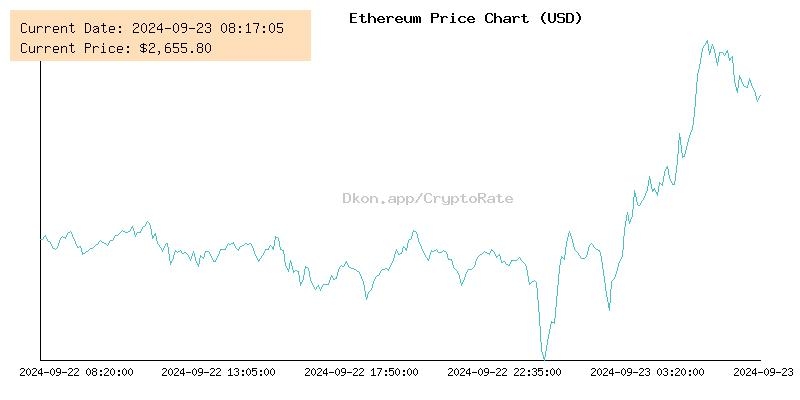 Ethereum Price Chart (USD)
Current Date: 2024-09-23 08:17:05
Current Price: $2,655.80
Dkon.app/CryptoRate
2024-09-22 08:20:00 2024-09-22 13:05:00 2024-09-22 17:50:00 2024-09-22 22:35:00 2024-09-23 03:20:00 2024-09-23